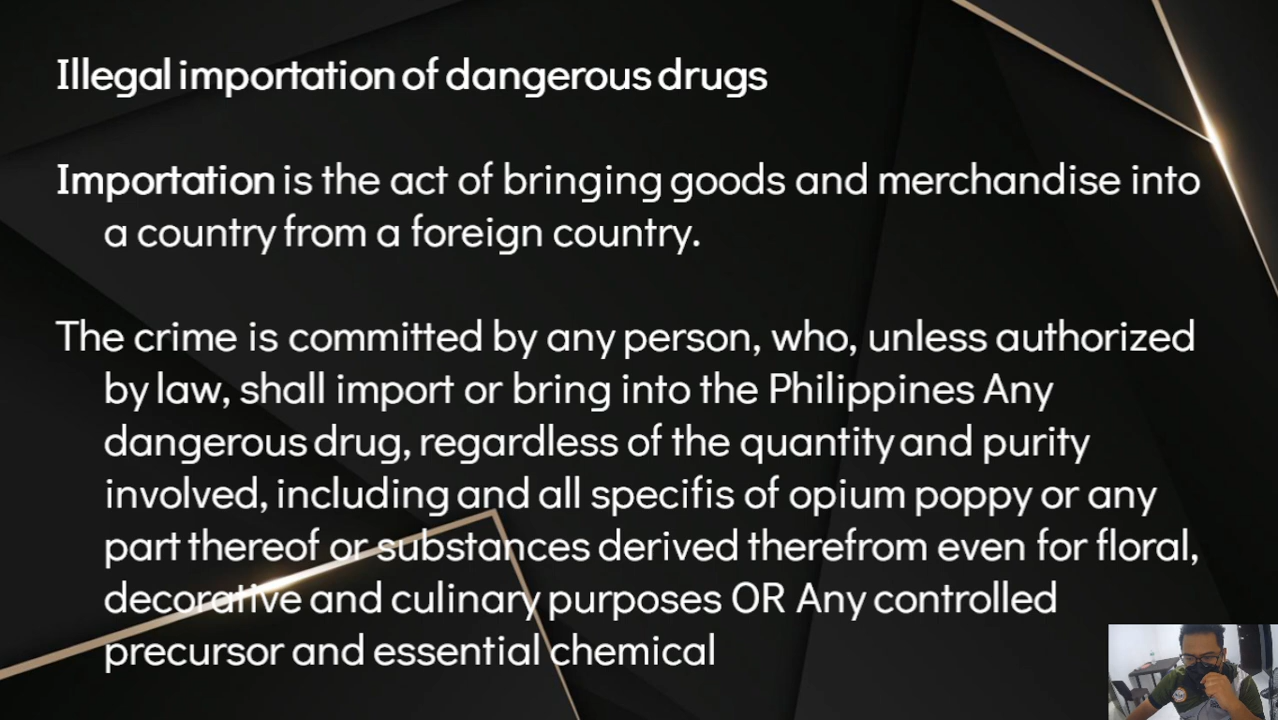 Illegal importation of dangerous drugs
Importation is the act of bringing goods and merchandise into
a country from a foreign country.
The crime is committed by any person, who, unless authorized
by law, shall import or bring into the Philippines Any
dangerous drug, regardless of the quantity and purity
involved, including and all specifis of opium poppy or any
part thereof or substances derived therefrom even for floral,
decorative and culinary purposes OR Any controlled
precursor and essential chemical